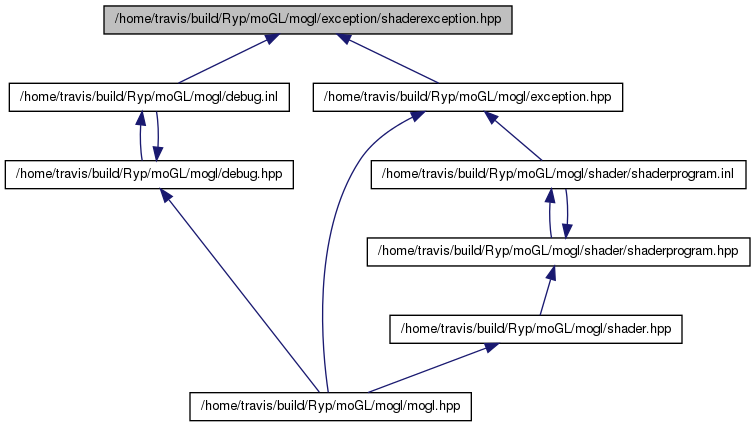 /home/travis/build/Ryp/moGL/mogl/exception/shaderexception.hpp
/home/travis/build/Ryp/moGL/mogl/debug.inl
/home/travis/build/Ryp/moGL/mogl/exception.hpp
/home/travis/build/Ryp/moGL/mogl/debug.hpp
/home/travis/build/Ryp/moGL/mogl/shader/shaderprogram.inl
/home/travis/build/Ryp/moGL/mogl/shader/shaderprogram.hpp
/home/travis/build/Ryp/moGL/mogl/shader.hpp
/home/travis/build/Ryp/moGL/mogl/mogl.hpp